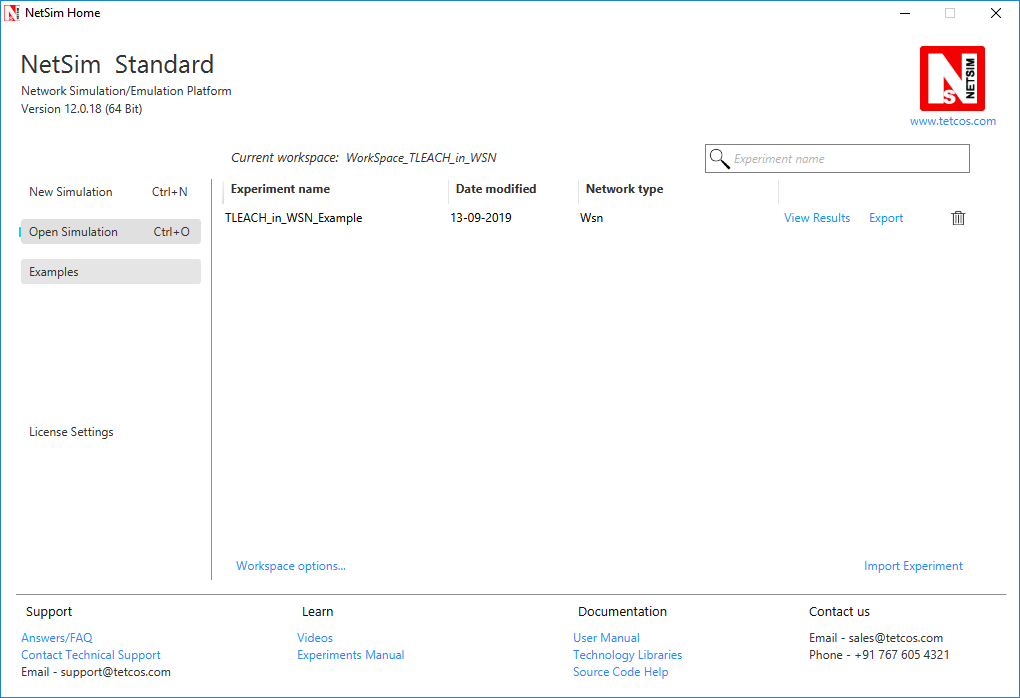 NetSim Home
NetSim Standard
Network Simulation/Emulation Platform
Version 12.0.18 (64 Bit)
NETSIM
www.tetcos.com
Current workspace: WorkSpace_TLEACH_in_WSN
Experiment name
New Simulation Ctrl+N
Open Simulation Ctrl+O
Examples
License Settings
Experiment name Date modified Network type
TLEACH_in_WSN_Example 13-09-2019 Wsn View Results Export
Workspace options... Import Experiment
Support
Answers/FAQ
Contact Technical Support
Email - support@tetcos.com
Learn
Videos
Experiments Manual
Documentation
User Manual
Technology Libraries
Source Code Help
Contact us
Email - sales@tetcos.com
Phone - +91 767 605 4321